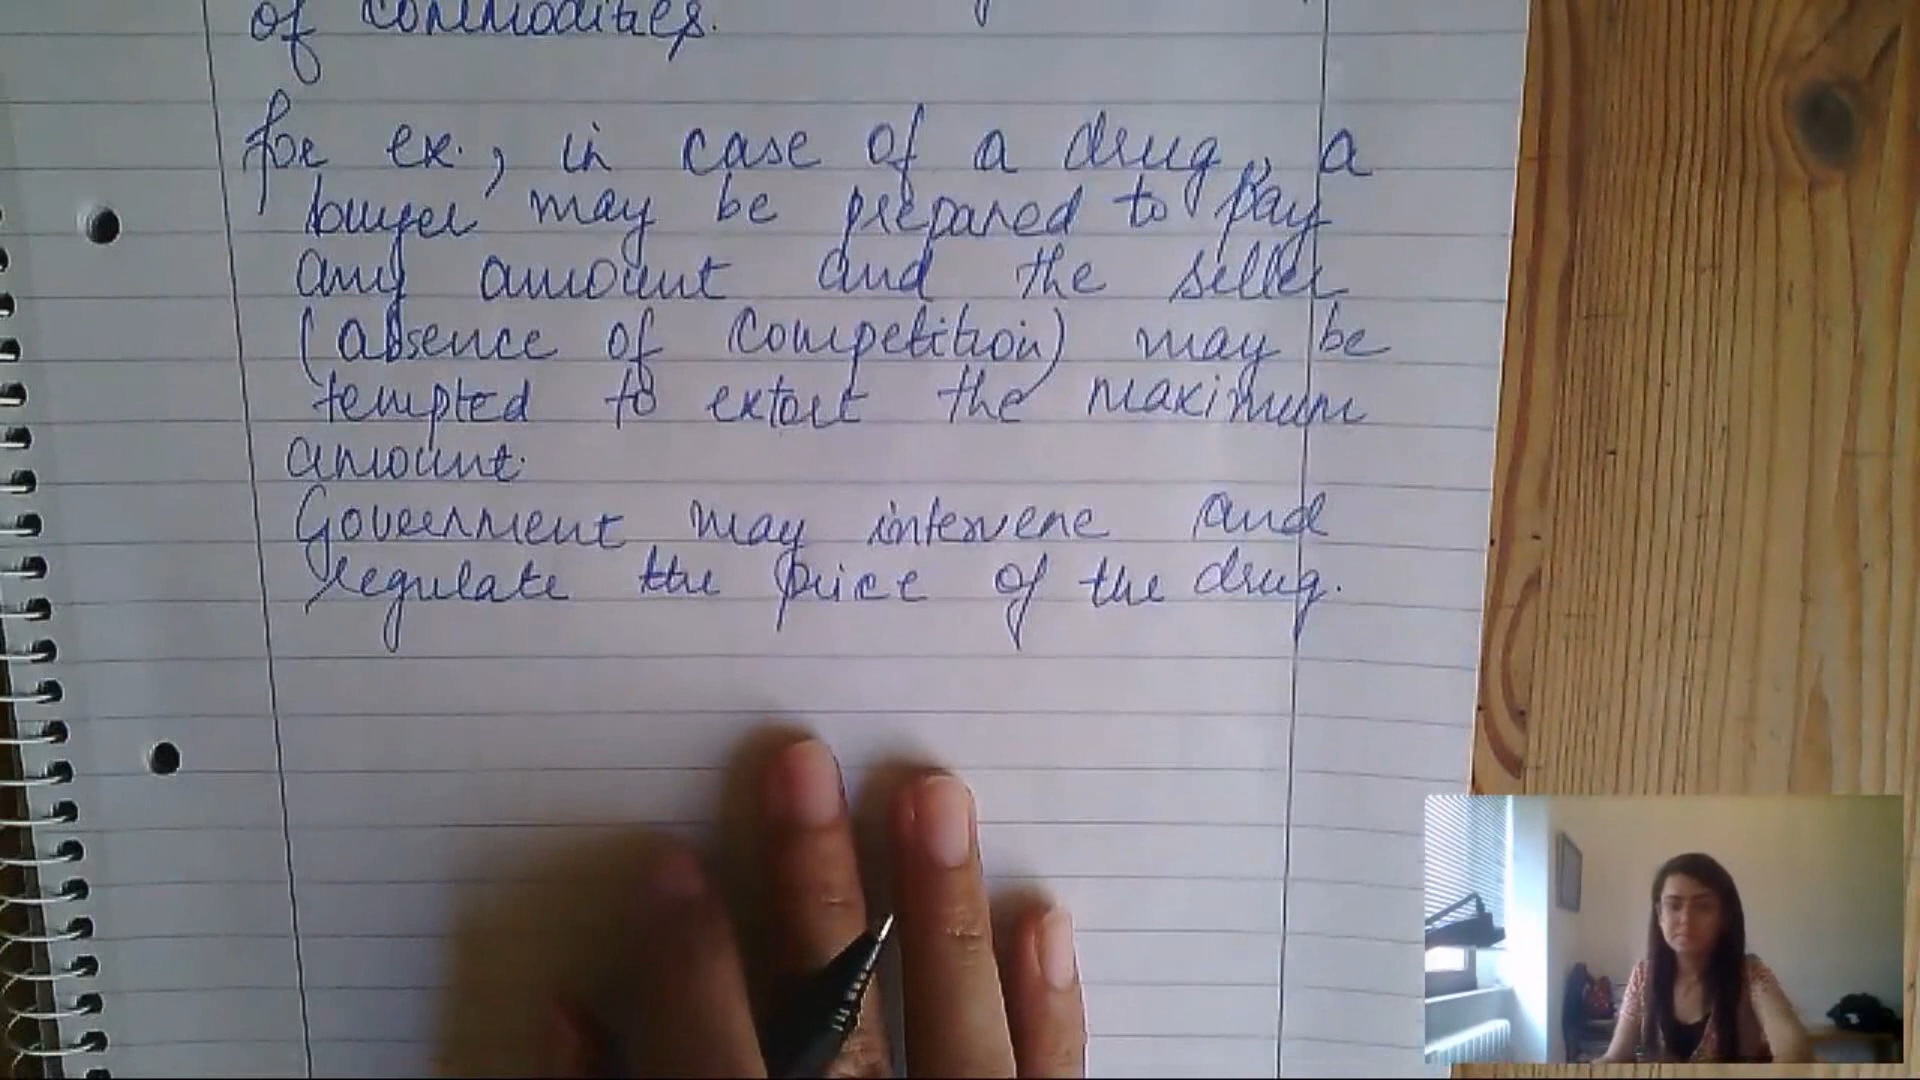 of commodities.
for ex., in case of a drug, a
buyer may be prepared to pay
any amount and the seller
(absence of competition) may be
tempted to extort the maximum
amount.
Government may intervene and
regulate the price of the drug.